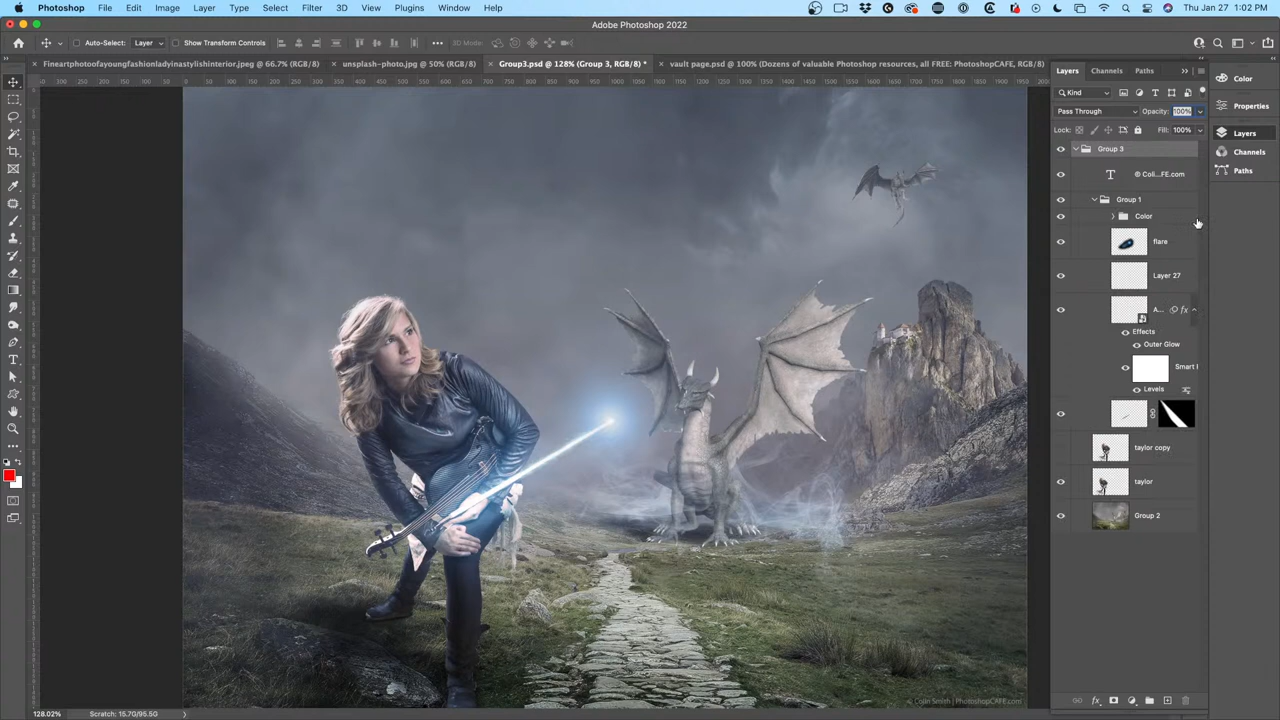 Photoshop File Edit Image Layer Type Select Filter 3D View Plugins Window Help Thu Jan 27 1:02 PM
Adobe Photoshop 2022
Auto-Select: Layer Show Transform Controls 3D Mode:
Fineartphotoofayoungfashionladyinastylishinterior.jpeg @ 66.7% (RGB/8) unsplash-photo.jpg @ 50% (RGB/8) Group3.psd @ 128% (Group 3, RGB/8) * vault page.psd @ 100% (Dozens of valuable Photoshop resources, all FREE: PhotoshopCAFE, RGB/8)
Layers Channels Paths
Kind
Pass Through Opacity: 100%
Lock: Fill: 100%
Group 3
T © Coli...FE.com
Group 1
Color
flare
Layer 27
A... fx
Effects
Outer Glow
Smart F
Levels
taylor copy
taylor
Group 2
Color
Properties
Layers
Channels
Paths
© Colin Smith | PhotoshopCAFE.com
128.02% Scratch: 15.7G/95.5G